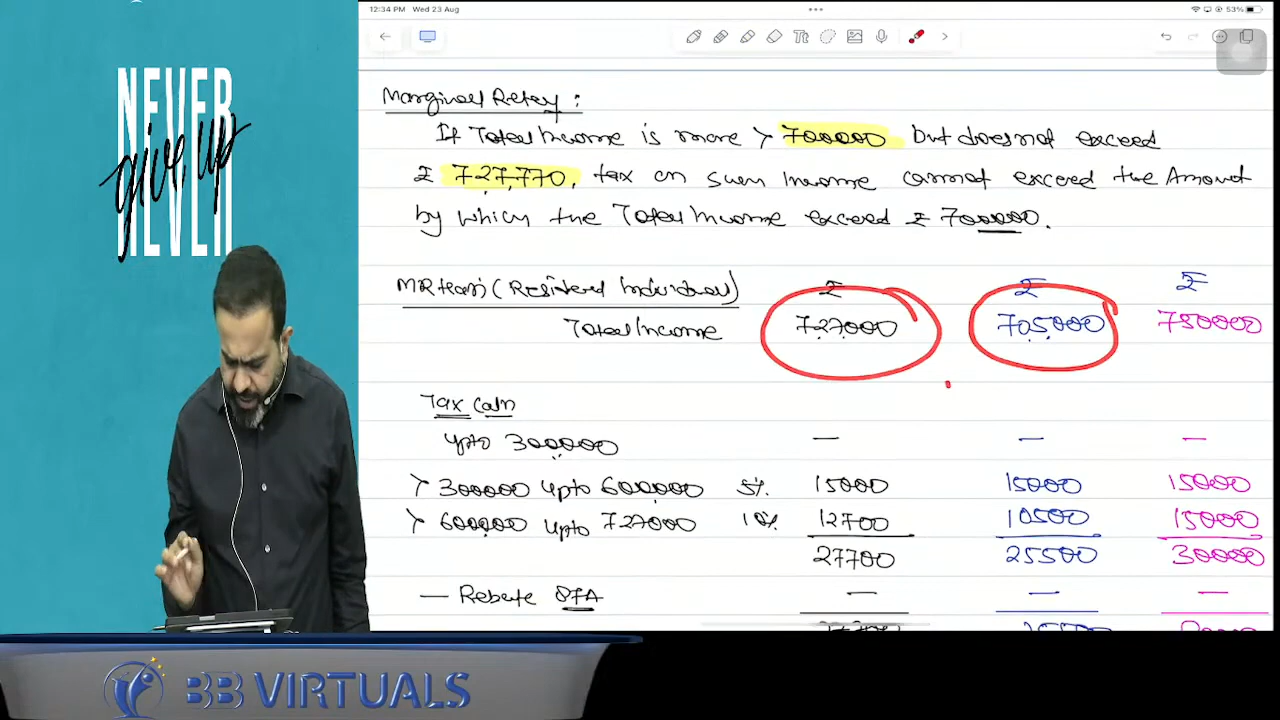 12:34 PM Wed 23 Aug
53%
NEVER
give up
NEVER
Marginal Relief :
If Total Income is more > 700000 but does not exceed
₹ 727,770, tax on such Income cannot exceed the Amount
by which the Total Income exceed ₹ 700000.
(Resident Individual)
₹ ₹ ₹
Total Income 727000 705000 750000
Tax Caln
upto 300000 — — —
> 300000 upto 600000 5% 15000 15000 15000
> 600000 upto 727000 10% 12700 10500 15000
27700 25500 30000
— Rebate 87A — — —
BB VIRTUALS